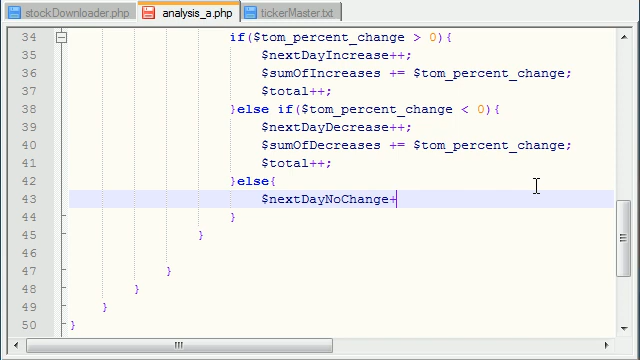 stockDownloader.php analysis_a.php tickerMaster.txt
34 if($tom_percent_change > 0){
35 $nextDayIncrease++;
36 $sumOfIncreases += $tom_percent_change;
37 $total++;
38 }else if($tom_percent_change < 0){
39 $nextDayDecrease++;
40 $sumOfDecreases += $tom_percent_change;
41 $total++;
42 }else{
43 $nextDayNoChange+
44 }
45 }
46
47 }
48 }
49 }
50 }